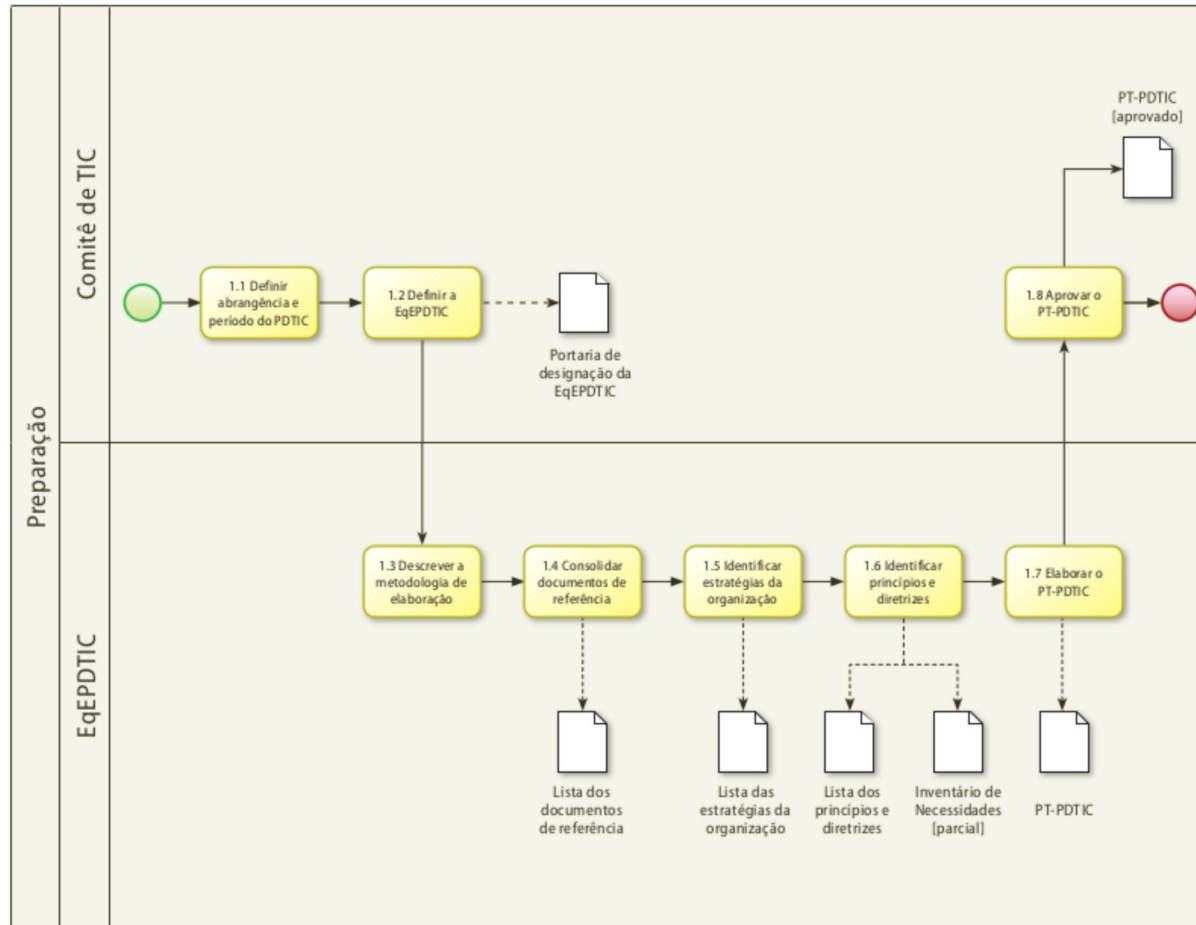 Preparação
Comitê de TIC
1.1 Definir
abrangência e
período do PDTIC
1.2 Definir a
EqEPDTIC
Portaria de
designação da
EqEPDTIC
1.8 Aprovar o
PT-PDTIC
PT-PDTIC
[aprovado]
EqEPDTIC
1.3 Descrever a
metodologia de
elaboração
1.4 Consolidar
documentos de
referência
1.5 Identificar
estratégias da
organização
1.6 Identificar
princípios e
diretrizes
1.7 Elaborar o
PT-PDTIC
Lista dos
documentos
de referência
Lista das
estratégias da
organização
Lista dos
princípios e
diretrizes
Inventário de
Necessidades
[parcial]
PT-PDTIC